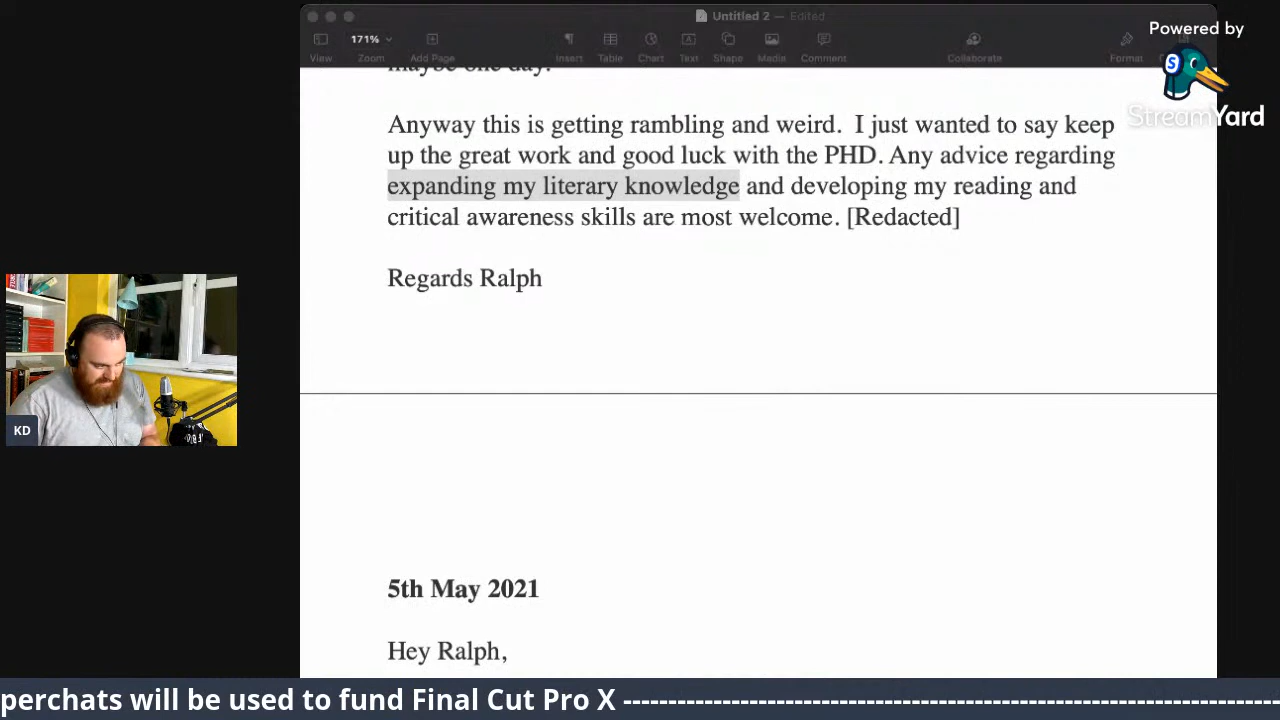 Untitled 2 — Edited
Powered by
StreamYard
171%
View Zoom Add Page Insert Table Chart Text Shape Media Comment Collaborate Format
maybe one day.
Anyway this is getting rambling and weird.  I just wanted to say keep
up the great work and good luck with the PHD. Any advice regarding
expanding my literary knowledge and developing my reading and
critical awareness skills are most welcome. [Redacted]
Regards Ralph
KD
5th May 2021
Hey Ralph,
perchats will be used to fund Final Cut Pro X ----------------------------------------------------------------